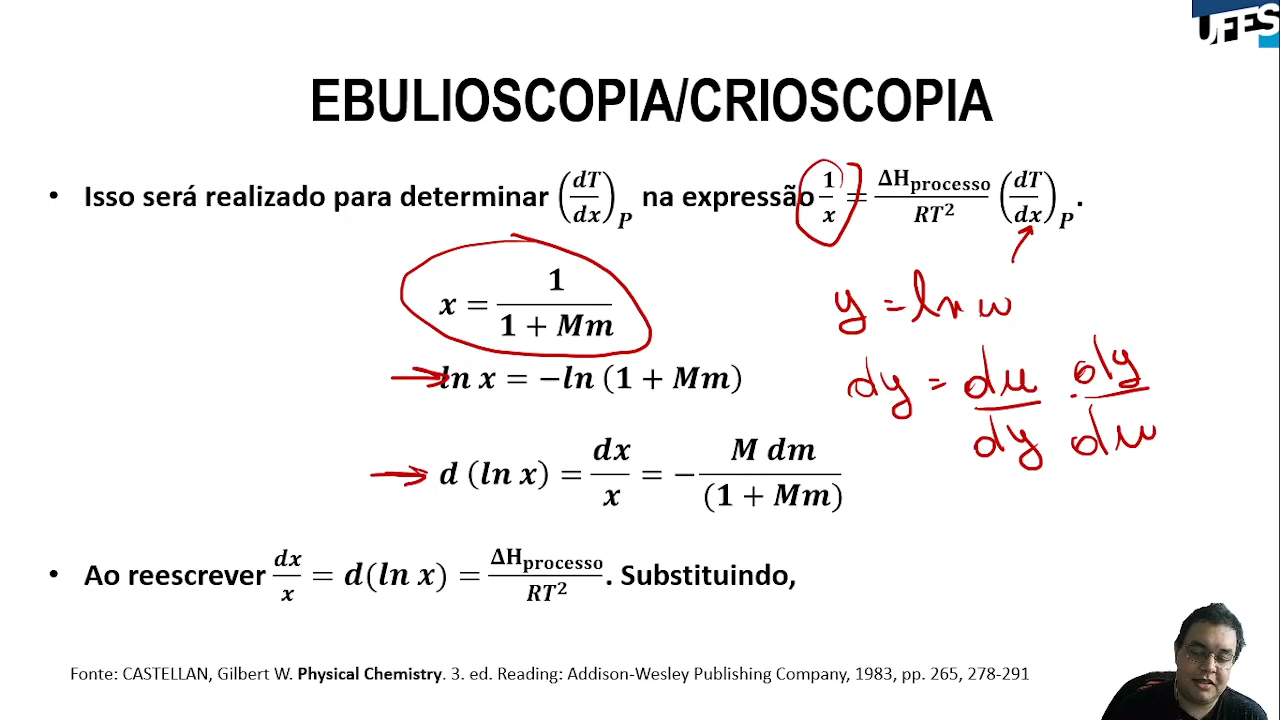 UFES
EBULIOSCOPIA/CRIOSCOPIA
• Isso será realizado para determinar (dT/dx)_P na expressão 1/x = ΔH_processo/RT² (dT/dx)_P.
x = 1/(1 + Mm)
y = ln u
ln x = −ln (1 + Mm)
dy = du/dy · dy/du
d (ln x) = dx/x = − M dm/(1 + Mm)
• Ao reescrever dx/x = d(ln x) = ΔH_processo/RT². Substituindo,
Fonte: CASTELLAN, Gilbert W. Physical Chemistry. 3. ed. Reading: Addison-Wesley Publishing Company, 1983, pp. 265, 278-291